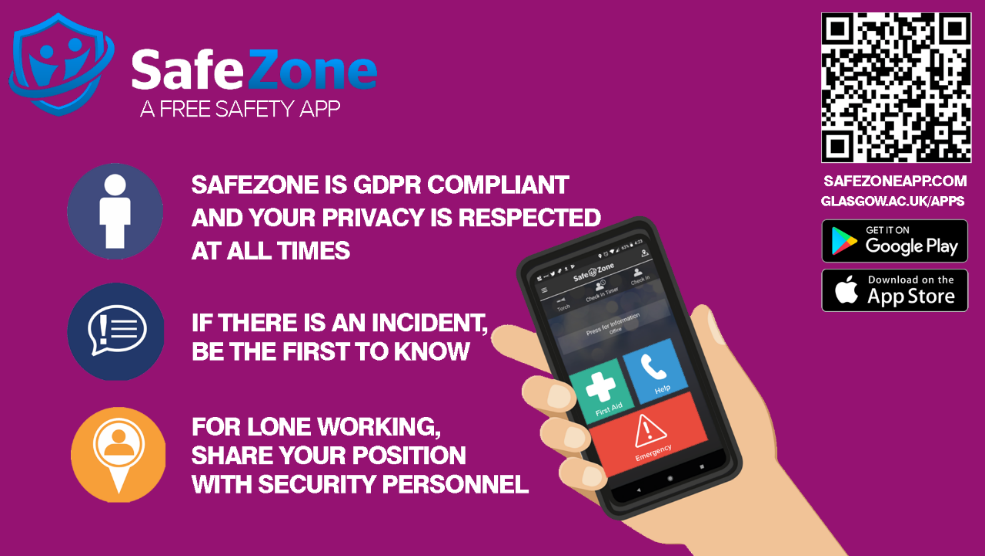 SafeZone
A FREE SAFETY APP
SAFEZONE IS GDPR COMPLIANT
AND YOUR PRIVACY IS RESPECTED
AT ALL TIMES
IF THERE IS AN INCIDENT,
BE THE FIRST TO KNOW
FOR LONE WORKING,
SHARE YOUR POSITION
WITH SECURITY PERSONNEL
SAFEZONEAPP.COM
GLASGOW.AC.UK/APPS
GET IT ON
Google Play
Download on the
App Store
SafeZone
Torch Check In Timer Check In
Press for Information
Office
First Aid Help
Emergency